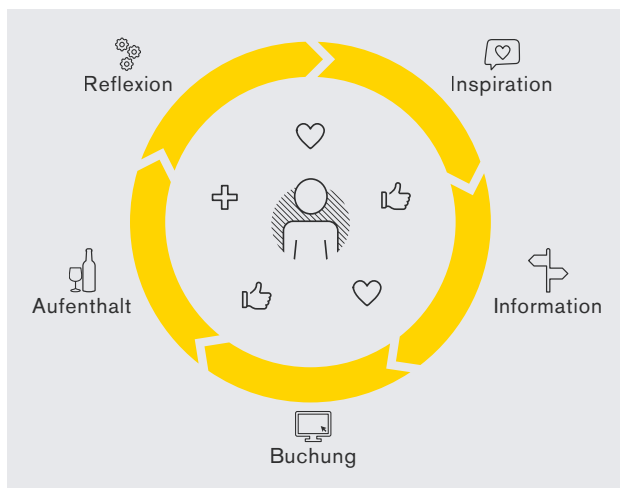 Reflexion
Inspiration
Aufenthalt
Information
Buchung